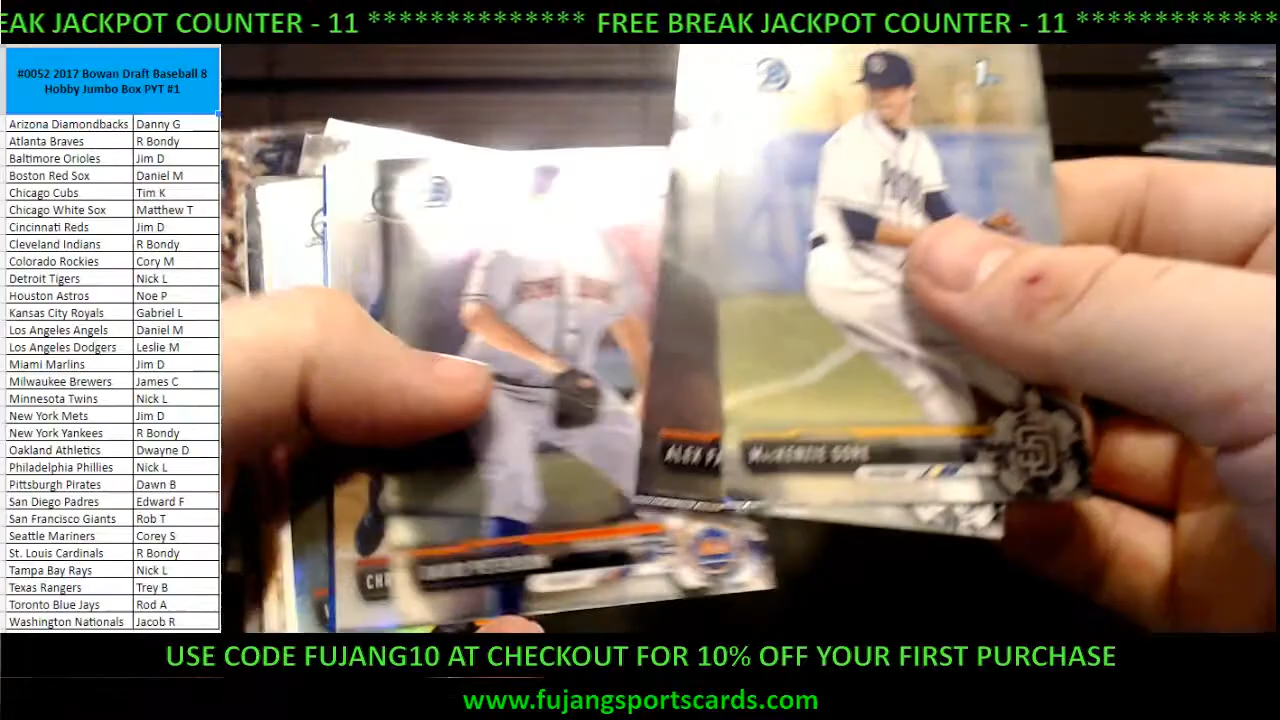 EAK JACKPOT COUNTER - 11 ************** FREE BREAK JACKPOT COUNTER - 11 *************
#0052 2017 Bowan Draft Baseball 8
Hobby Jumbo Box PYT #1
Arizona Diamondbacks Danny G
Atlanta Braves R Bondy
Baltimore Orioles Jim D
Boston Red Sox Daniel M
Chicago Cubs Tim K
Chicago White Sox Matthew T
Cincinnati Reds Jim D
Cleveland Indians R Bondy
Colorado Rockies Cory M
Detroit Tigers Nick L
Houston Astros Noe P
Kansas City Royals Gabriel L
Los Angeles Angels Daniel M
Los Angeles Dodgers Leslie M
Miami Marlins Jim D
Milwaukee Brewers James C
Minnesota Twins Nick L
New York Mets Jim D
New York Yankees R Bondy
Oakland Athletics Dwayne D
Philadelphia Phillies Nick L
Pittsburgh Pirates Dawn B
San Diego Padres Edward F
San Francisco Giants Rob T
Seattle Mariners Corey S
St. Louis Cardinals R Bondy
Tampa Bay Rays Nick L
Texas Rangers Trey B
Toronto Blue Jays Rod A
Washington Nationals Jacob R
ALEX FA
MacKENZIE GORE
CHR
USE CODE FUJANG10 AT CHECKOUT FOR 10% OFF YOUR FIRST PURCHASE
www.fujangsportscards.com